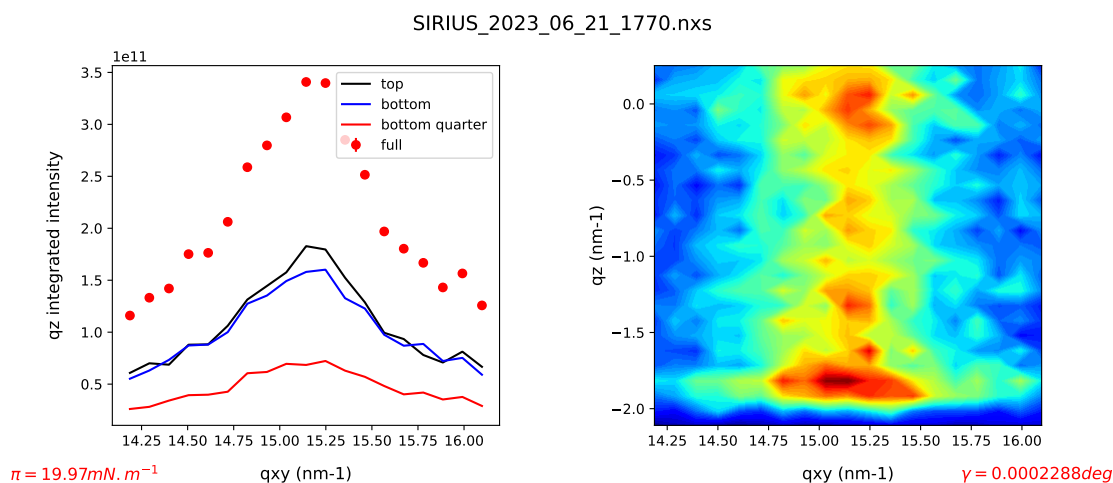 SIRIUS_2023_06_21_1770.nxs
1e11
3.5
3.0
2.5
2.0
1.5
1.0
0.5
qz integrated intensity
top
bottom
bottom quarter
full
14.25 14.50 14.75 15.00 15.25 15.50 15.75 16.00
qxy (nm-1)
π = 19.97mN.m⁻¹
0.0
−0.5
−1.0
−1.5
−2.0
qz (nm-1)
14.25 14.50 14.75 15.00 15.25 15.50 15.75 16.00
qxy (nm-1)
γ = 0.0002288deg